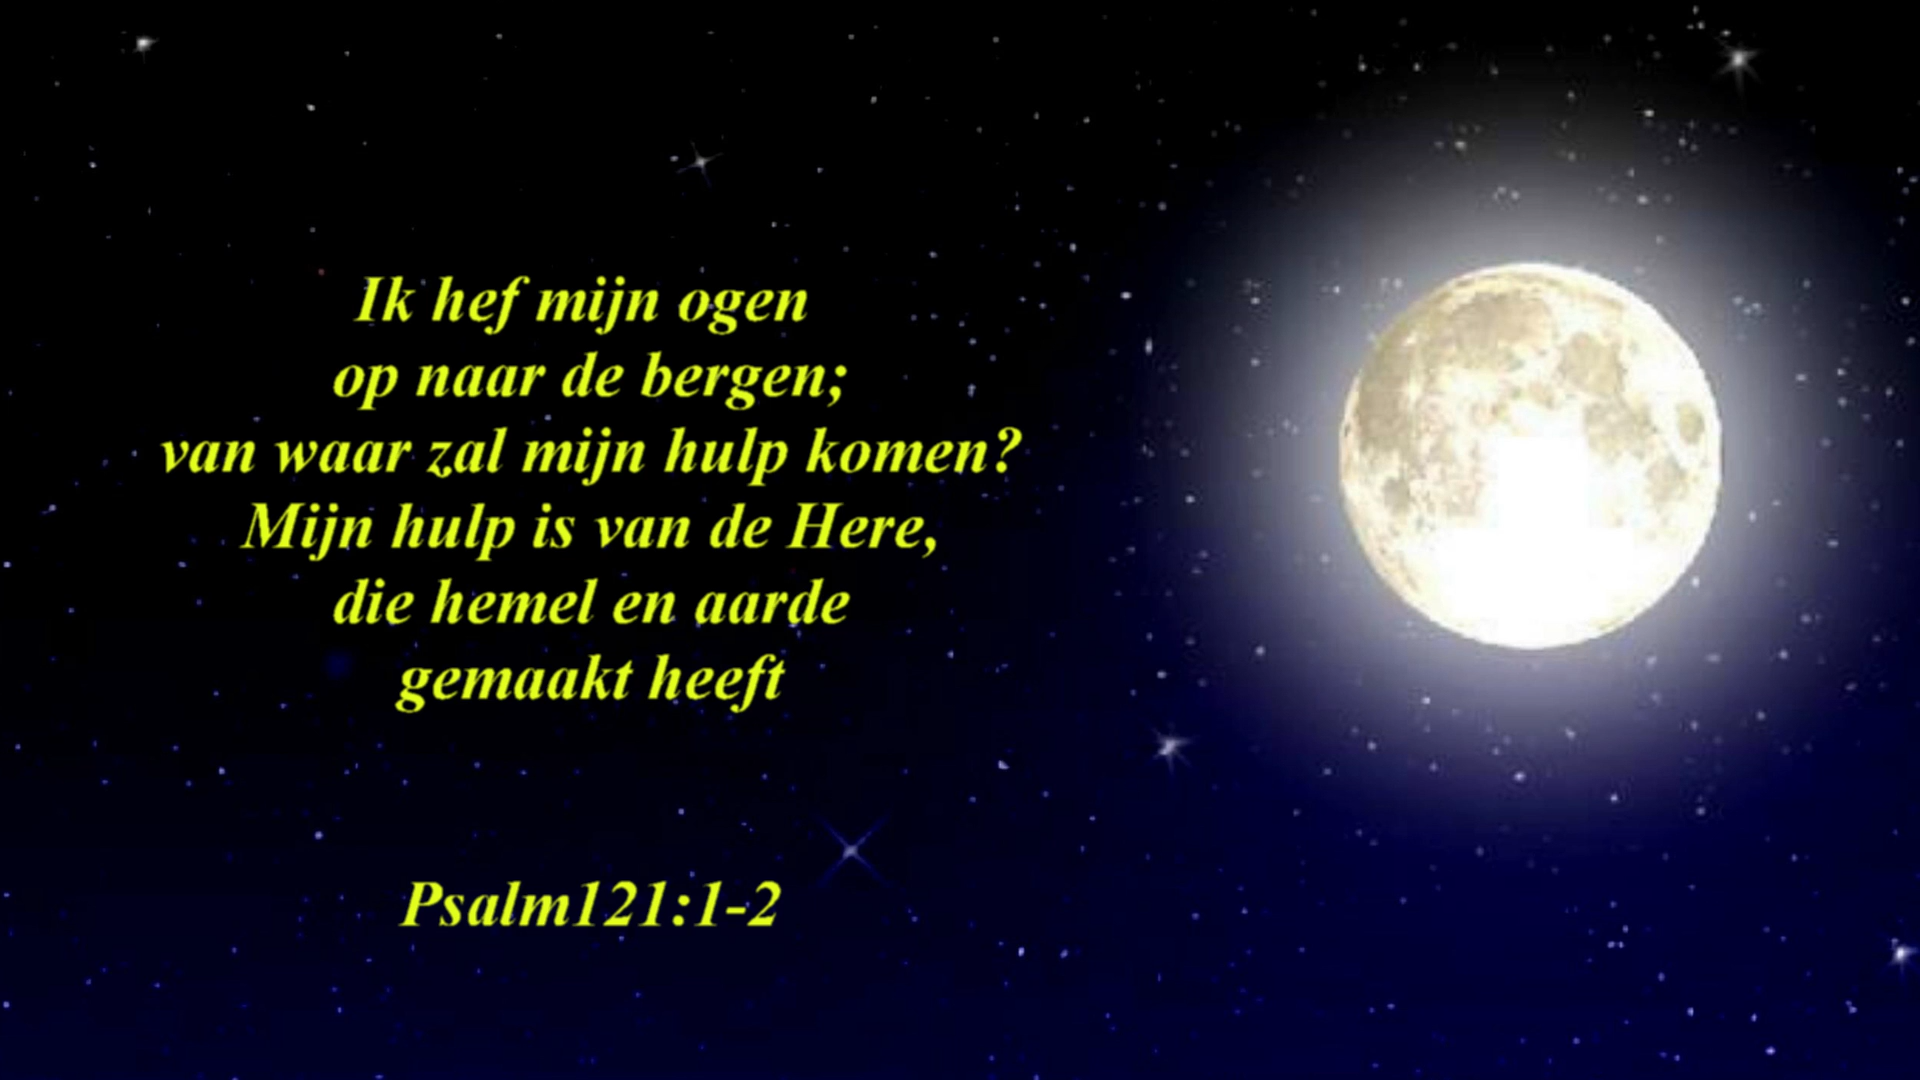 Ik hef mijn ogen
op naar de bergen;
van waar zal mijn hulp komen?
Mijn hulp is van de Here,
die hemel en aarde
gemaakt heeft
Psalm121:1-2